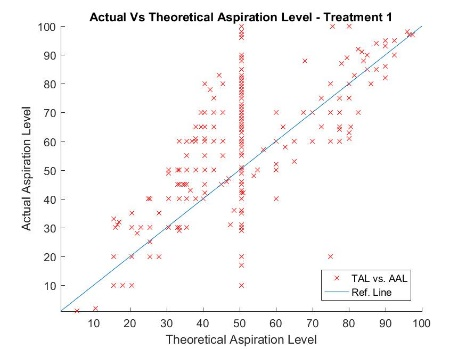 Actual Vs Theoretical Aspiration Level - Treatment 1
Actual Aspiration Level
100
90
80
70
60
50
40
30
20
10
10 20 30 40 50 60 70 80 90 100
Theoretical Aspiration Level
TAL vs. AAL
Ref. Line